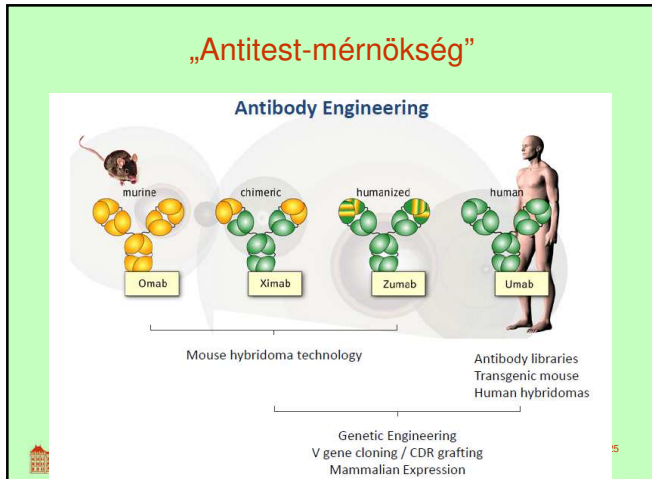 „Antitest-mérnökség”
Antibody Engineering
murine
chimeric
humanized
human
Omab
Ximab
Zumab
Umab
Mouse hybridoma technology
Antibody libraries
Transgenic mouse
Human hybridomas
Genetic Engineering
V gene cloning / CDR grafting
Mammalian Expression